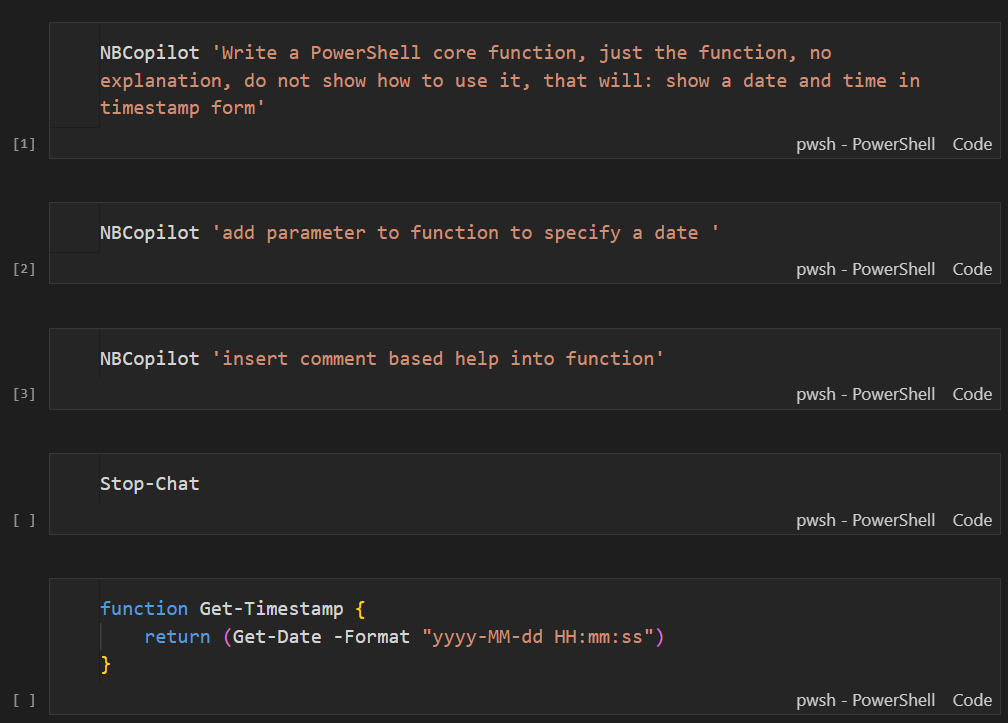 NBCopilot 'Write a PowerShell core function, just the function, no
explanation, do not show how to use it, that will: show a date and time in
timestamp form'
[1]
pwsh - PowerShell Code
NBCopilot 'add parameter to function to specify a date '
[2]
pwsh - PowerShell Code
NBCopilot 'insert comment based help into function'
[3]
pwsh - PowerShell Code
Stop-Chat
[ ]
pwsh - PowerShell Code
function Get-Timestamp {
    return (Get-Date -Format "yyyy-MM-dd HH:mm:ss")
}
[ ]
pwsh - PowerShell Code